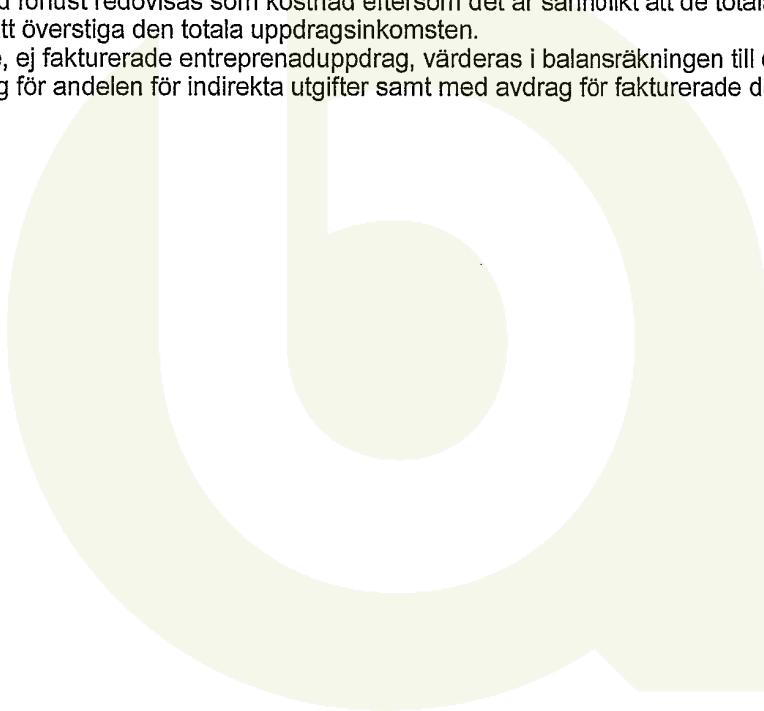 förlust redovisas som kostnad eftersom det är sannolikt att de
tt överstiga den totala uppdragsinkomsten.
, ej fakturerade entreprenaduppdrag, värderas i balansräkningen till
g för andelen för indirekta utgifter samt med avdrag för fakturerade